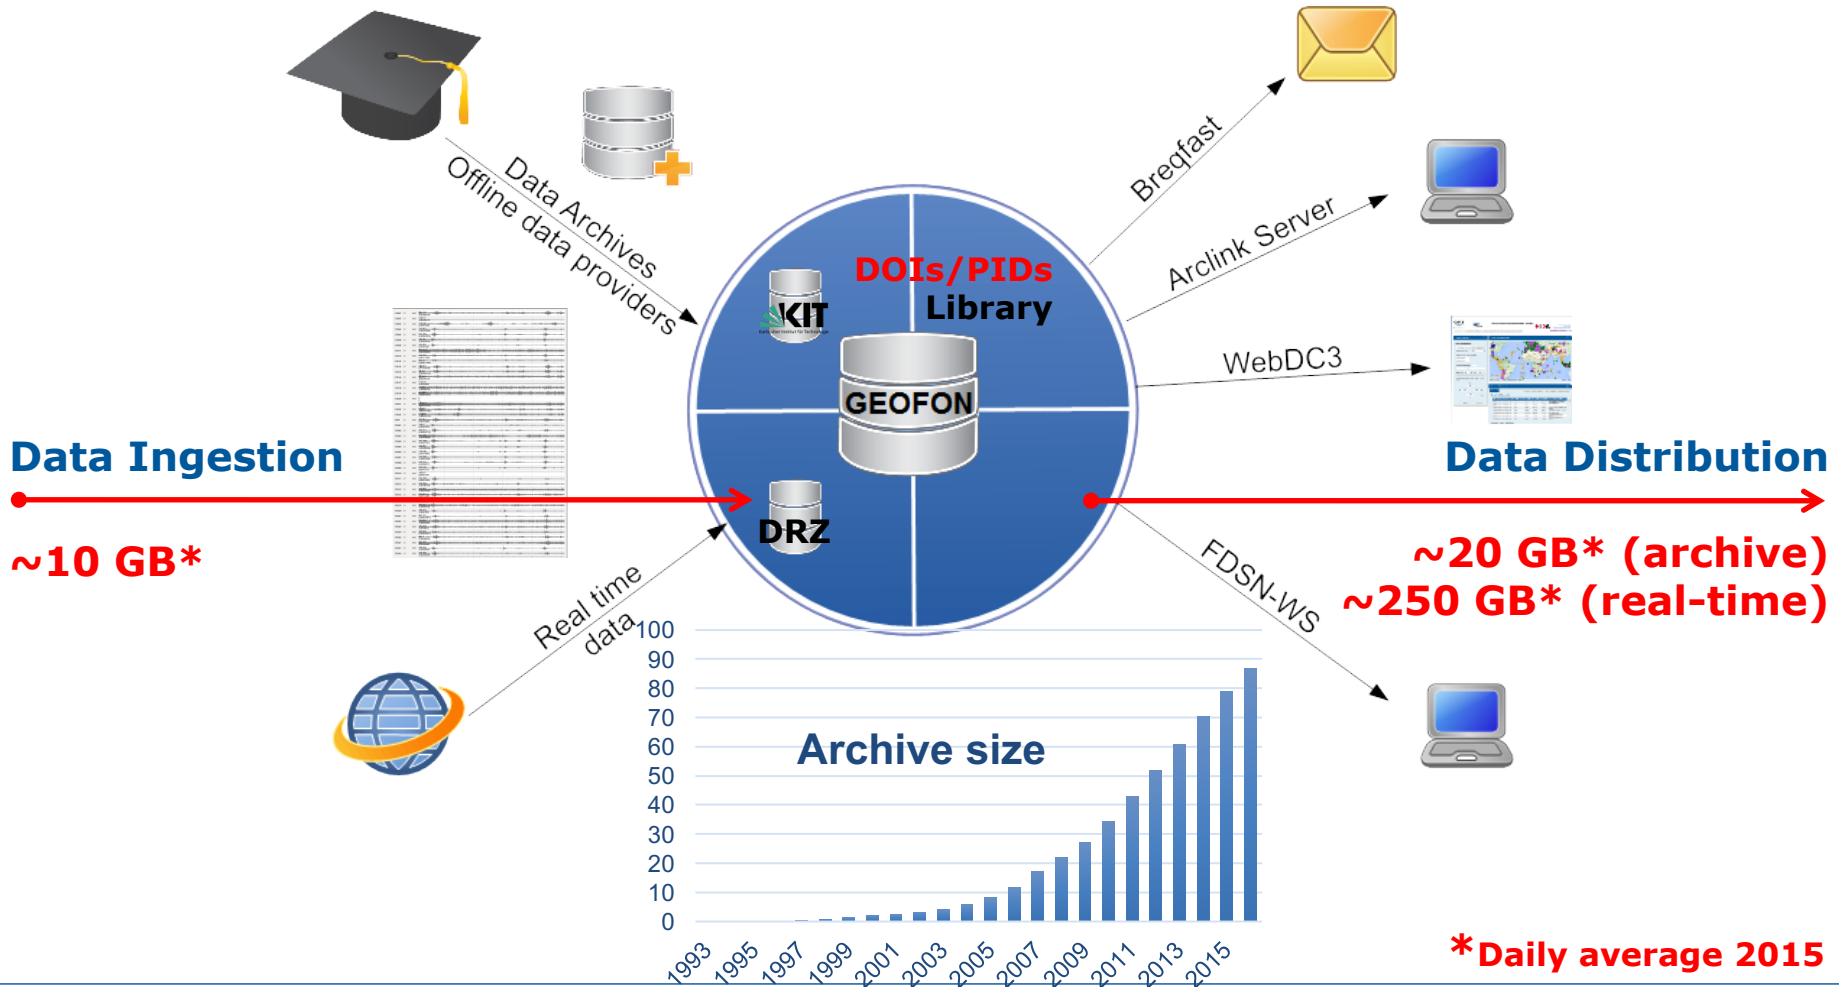 Data Archives
Offline data providers
Breqfast
Arclink Server
WebDC3
FDSN-WS
Real time
data
DOIs/PIDs
Library
KIT
GEOFON
DRZ
Data Ingestion
~10 GB*
Data Distribution
~20 GB* (archive)
~250 GB* (real-time)
Archive size
100
90
80
70
60
50
40
30
20
10
0
1993
1995
1997
1999
2001
2003
2005
2007
2009
2011
2013
2015
*Daily average 2015